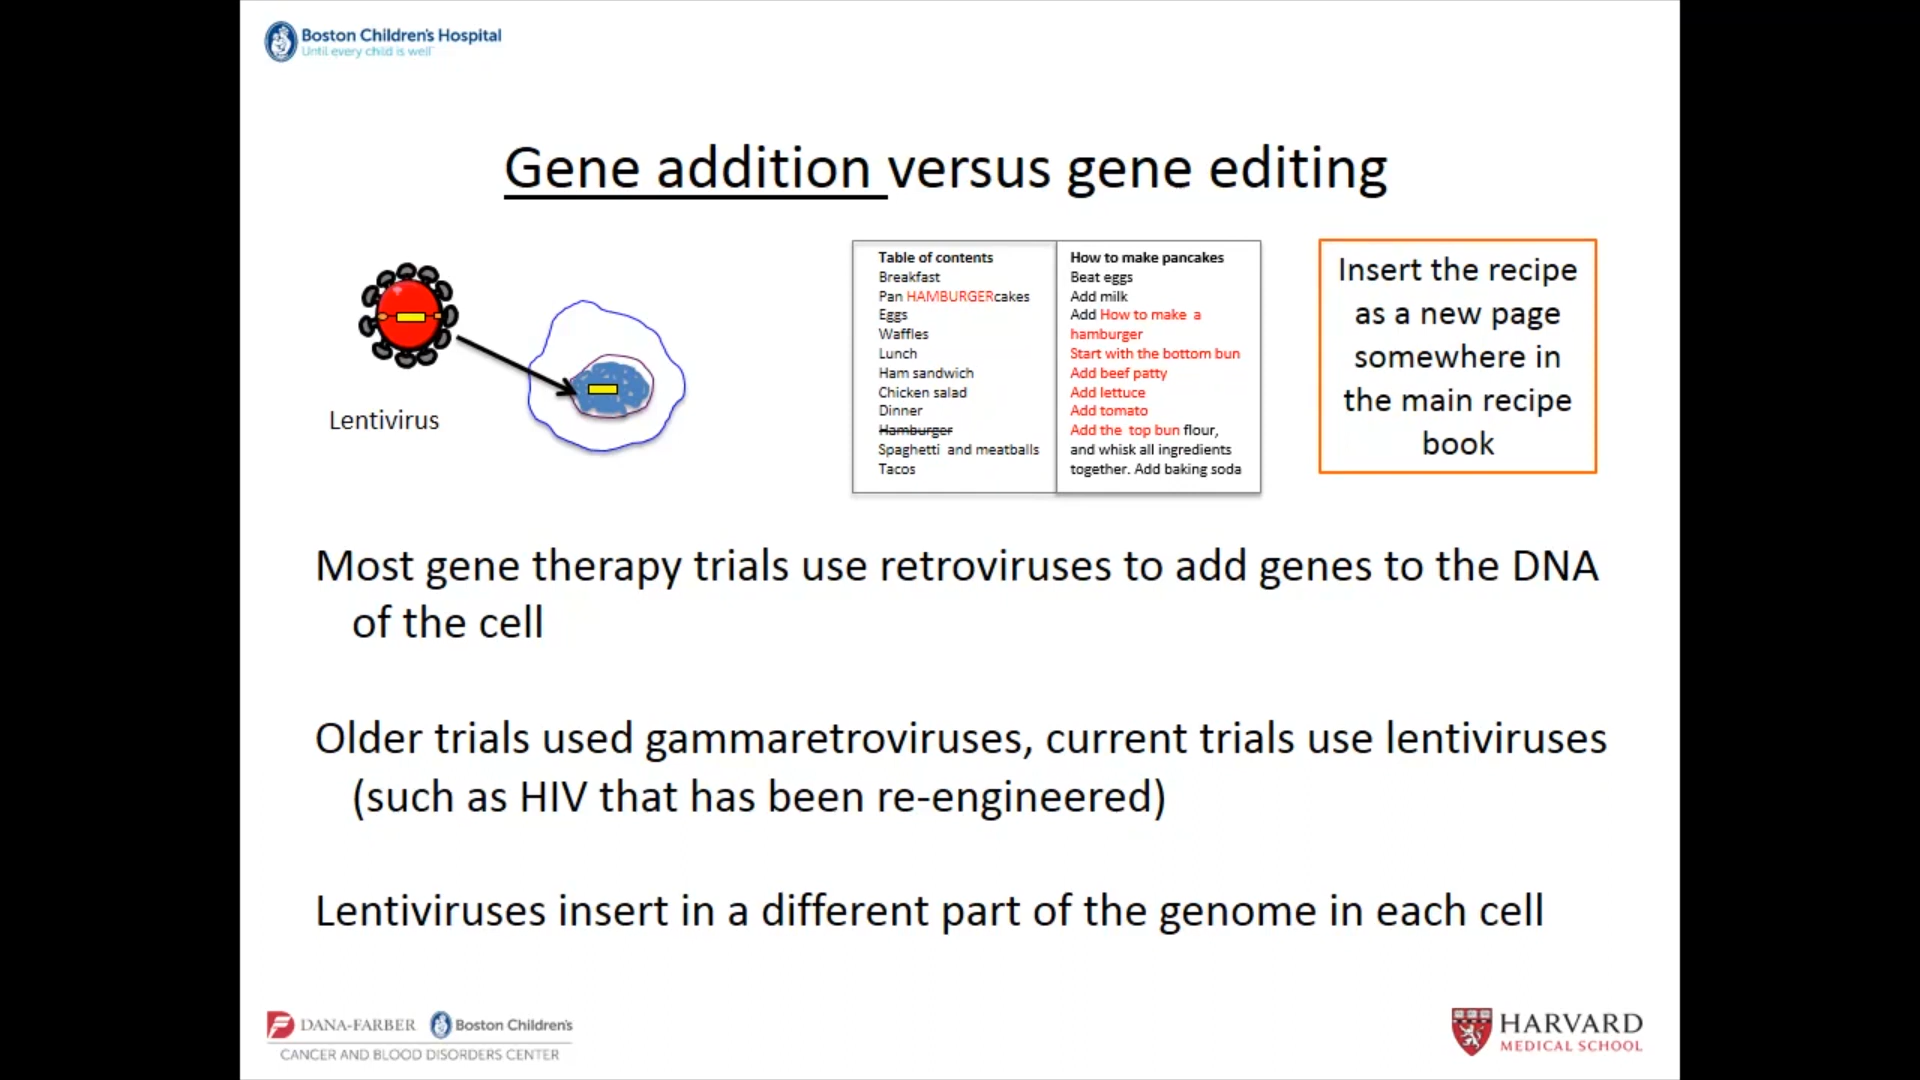 Boston Children's Hospital
Until every child is well™
Gene addition versus gene editing
Lentivirus
Table of contents
Breakfast
Pan HAMBURGERcakes
Eggs
Waffles
Lunch
Ham sandwich
Chicken salad
Dinner
Hamburger
Spaghetti and meatballs
Tacos
How to make pancakes
Beat eggs
Add milk
Add How to make a
hamburger
Start with the bottom bun
Add beef patty
Add lettuce
Add tomato
Add the top bun flour,
and whisk all ingredients
together. Add baking soda
Insert the recipe
as a new page
somewhere in
the main recipe
book
Most gene therapy trials use retroviruses to add genes to the DNA
of the cell
Older trials used gammaretroviruses, current trials use lentiviruses
(such as HIV that has been re-engineered)
Lentiviruses insert in a different part of the genome in each cell
DANA-FARBER Boston Children's
CANCER AND BLOOD DISORDERS CENTER
HARVARD
MEDICAL SCHOOL